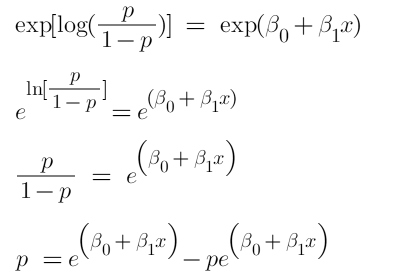 exp[log(p/(1−p))] = exp(β₀ + β₁x)
e^(ln[p/(1−p)]) = e^(β₀ + β₁x)
p/(1−p) = e^(β₀ + β₁x)
p = e^(β₀ + β₁x) − pe^(β₀ + β₁x)